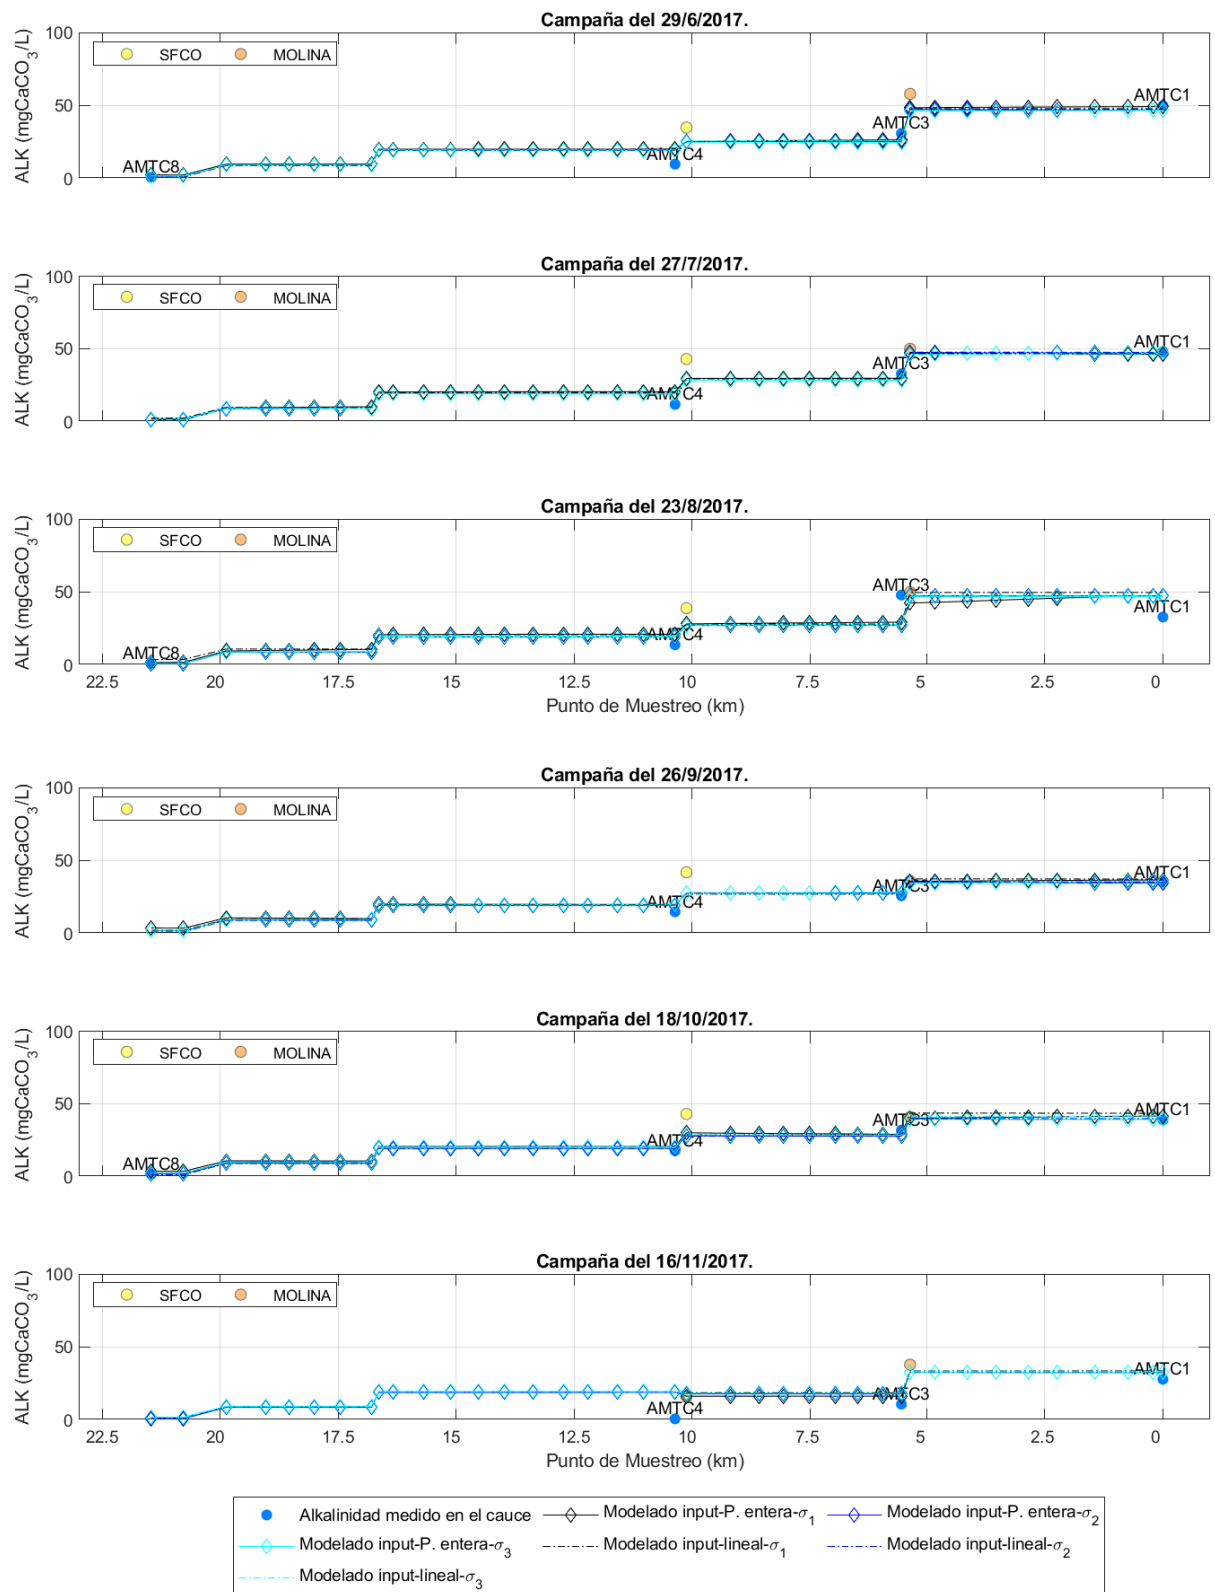 Campaña del 29/6/2017.
ALK (mgCaCO3/L)
100
50
0
SFCO MOLINA
AMTC8
AMTC4
AMTC3
AMTC1
Campaña del 27/7/2017.
ALK (mgCaCO3/L)
100
50
0
SFCO MOLINA
AMTC4
AMTC3
AMTC1
Campaña del 23/8/2017.
ALK (mgCaCO3/L)
100
50
0
SFCO MOLINA
AMTC8
AMTC4
AMTC3
AMTC1
22.5 20 17.5 15 12.5 10 7.5 5 2.5 0
Punto de Muestreo (km)
Campaña del 26/9/2017.
ALK (mgCaCO3/L)
100
50
0
SFCO MOLINA
AMTC4
AMTC3
AMTC1
Campaña del 18/10/2017.
ALK (mgCaCO3/L)
100
50
0
SFCO MOLINA
AMTC8
AMTC4
AMTC3
AMTC1
Campaña del 16/11/2017.
ALK (mgCaCO3/L)
100
50
0
SFCO MOLINA
AMTC4
AMTC3
AMTC1
22.5 20 17.5 15 12.5 10 7.5 5 2.5 0
Punto de Muestreo (km)
Alkalinidad medido en el cauce Modelado input-P. entera-σ1 Modelado input-P. entera-σ2
Modelado input-P. entera-σ3 Modelado input-lineal-σ1 Modelado input-lineal-σ2
Modelado input-lineal-σ3